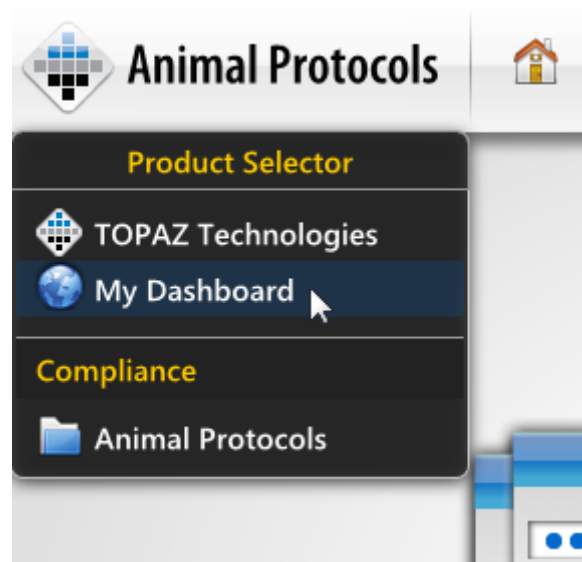 Animal Protocols
Product Selector
TOPAZ Technologies
My Dashboard
Compliance
Animal Protocols